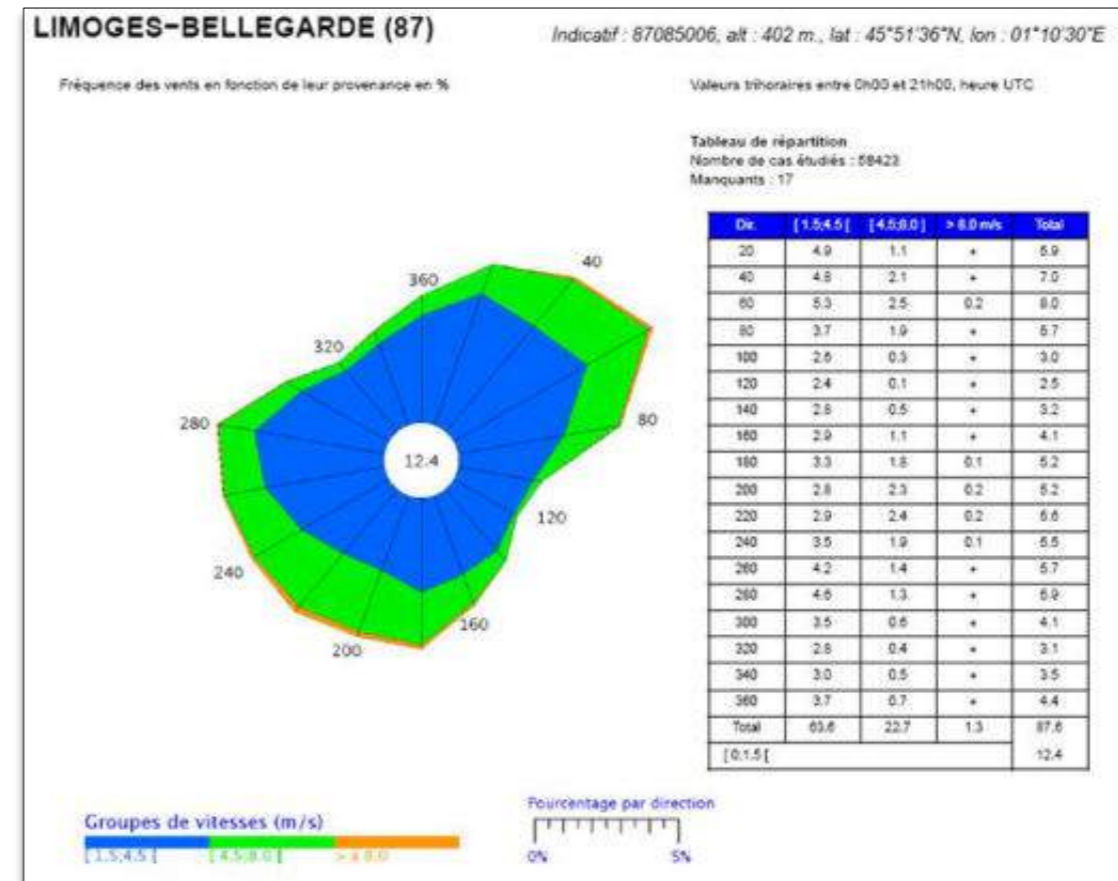 LIMOGES-BELLEGARDE (87)
Indicatif : 87085006, alt : 402 m., lat : 45°51'36"N, lon : 01°10'30"E
Fréquence des vents en fonction de leur provenance en %
Valeurs trihoraires entre 0h00 et 21h00, heure UTC
Tableau de répartition
Nombre de cas étudiés : 58423
Manquants : 17
Dir. [ 1.5;4.5 [ [ 4.5;8.0 ] > 8.0 m/s Total
20 4.9 1.1 + 5.9
40 4.8 2.1 + 7.0
60 5.3 2.5 0.2 8.0
80 3.7 1.9 + 5.7
100 2.6 0.3 + 3.0
120 2.4 0.1 + 2.5
140 2.8 0.5 + 3.2
160 2.9 1.1 + 4.1
180 3.3 1.8 0.1 5.2
200 2.8 2.3 0.2 5.2
220 2.9 2.4 0.2 5.6
240 3.5 1.9 0.1 5.5
260 4.2 1.4 + 5.7
280 4.6 1.3 + 5.9
300 3.5 0.6 + 4.1
320 2.8 0.4 + 3.1
340 3.0 0.5 + 3.5
360 3.7 0.7 + 4.4
Total 63.6 22.7 1.3 87.6
[ 0;1.5 [ 12.4
360
40
320
280
80
12.4
120
240
160
200
Groupes de vitesses (m/s)
[ 1.5;4.5 [ [ 4.5;8.0 ] > à 8.0
Pourcentage par direction
0% 5%